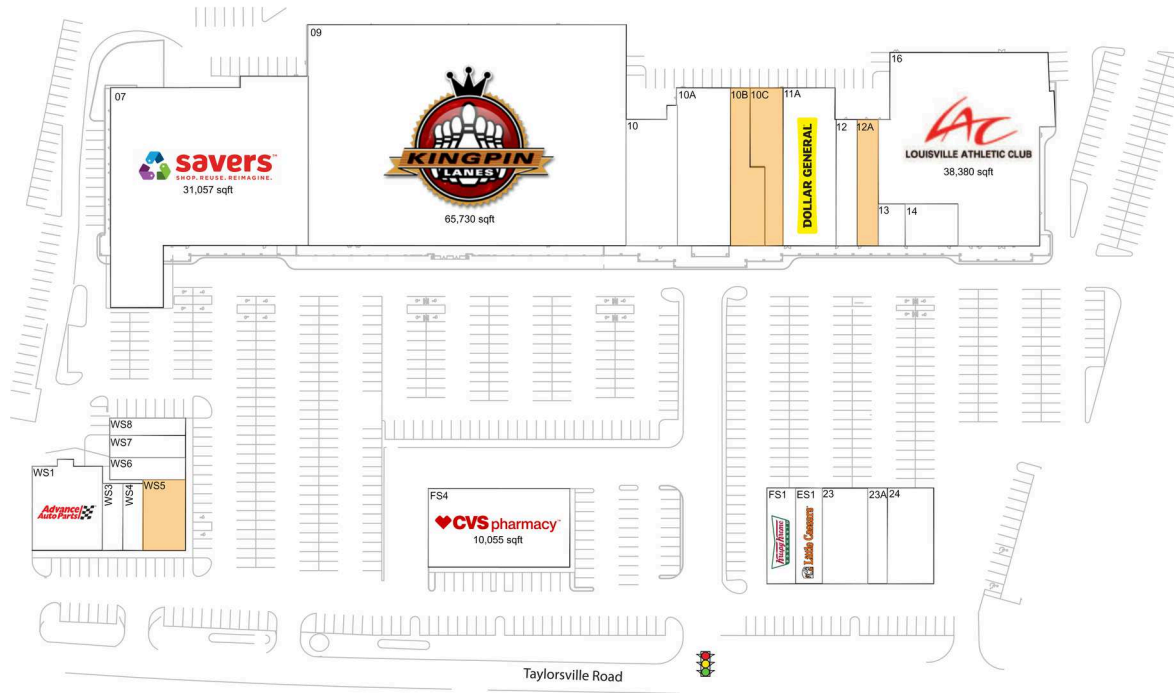 09
16
07
10A
10B
10C
11A
savers™
SHOP. REUSE. REIMAGINE.
31,057 sqft
KINGPIN
LANES
65,730 sqft
10
DOLLAR GENERAL
12
12A
LAC
LOUISVILLE ATHLETIC CLUB
38,380 sqft
13
14
WS8
WS7
WS6
WS1
WS3
WS4
WS5
Advance
Auto Parts
FS4
CVS pharmacy™
10,055 sqft
FS1
ES1
23
23A
24
Krispy Kreme
DOUGHNUTS
Little Caesars
Taylorsville Road